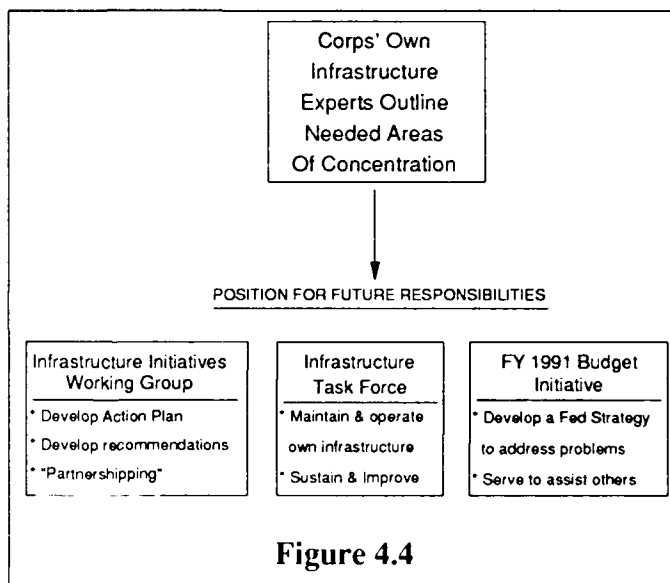 Corps' Own
Infrastructure
Experts Outline
Needed Areas
Of Concentration
POSITION FOR FUTURE RESPONSIBILITIES
Infrastructure Initiatives
Working Group
* Develop Action Plan
* Develop recommendations
* "Partnershipping"
Infrastructure
Task Force
* Maintain & operate
own infrastructure
* Sustain & Improve
FY 1991 Budget
Initiative
* Develop a Fed Strategy
to address problems
* Serve to assist others
Figure 4.4